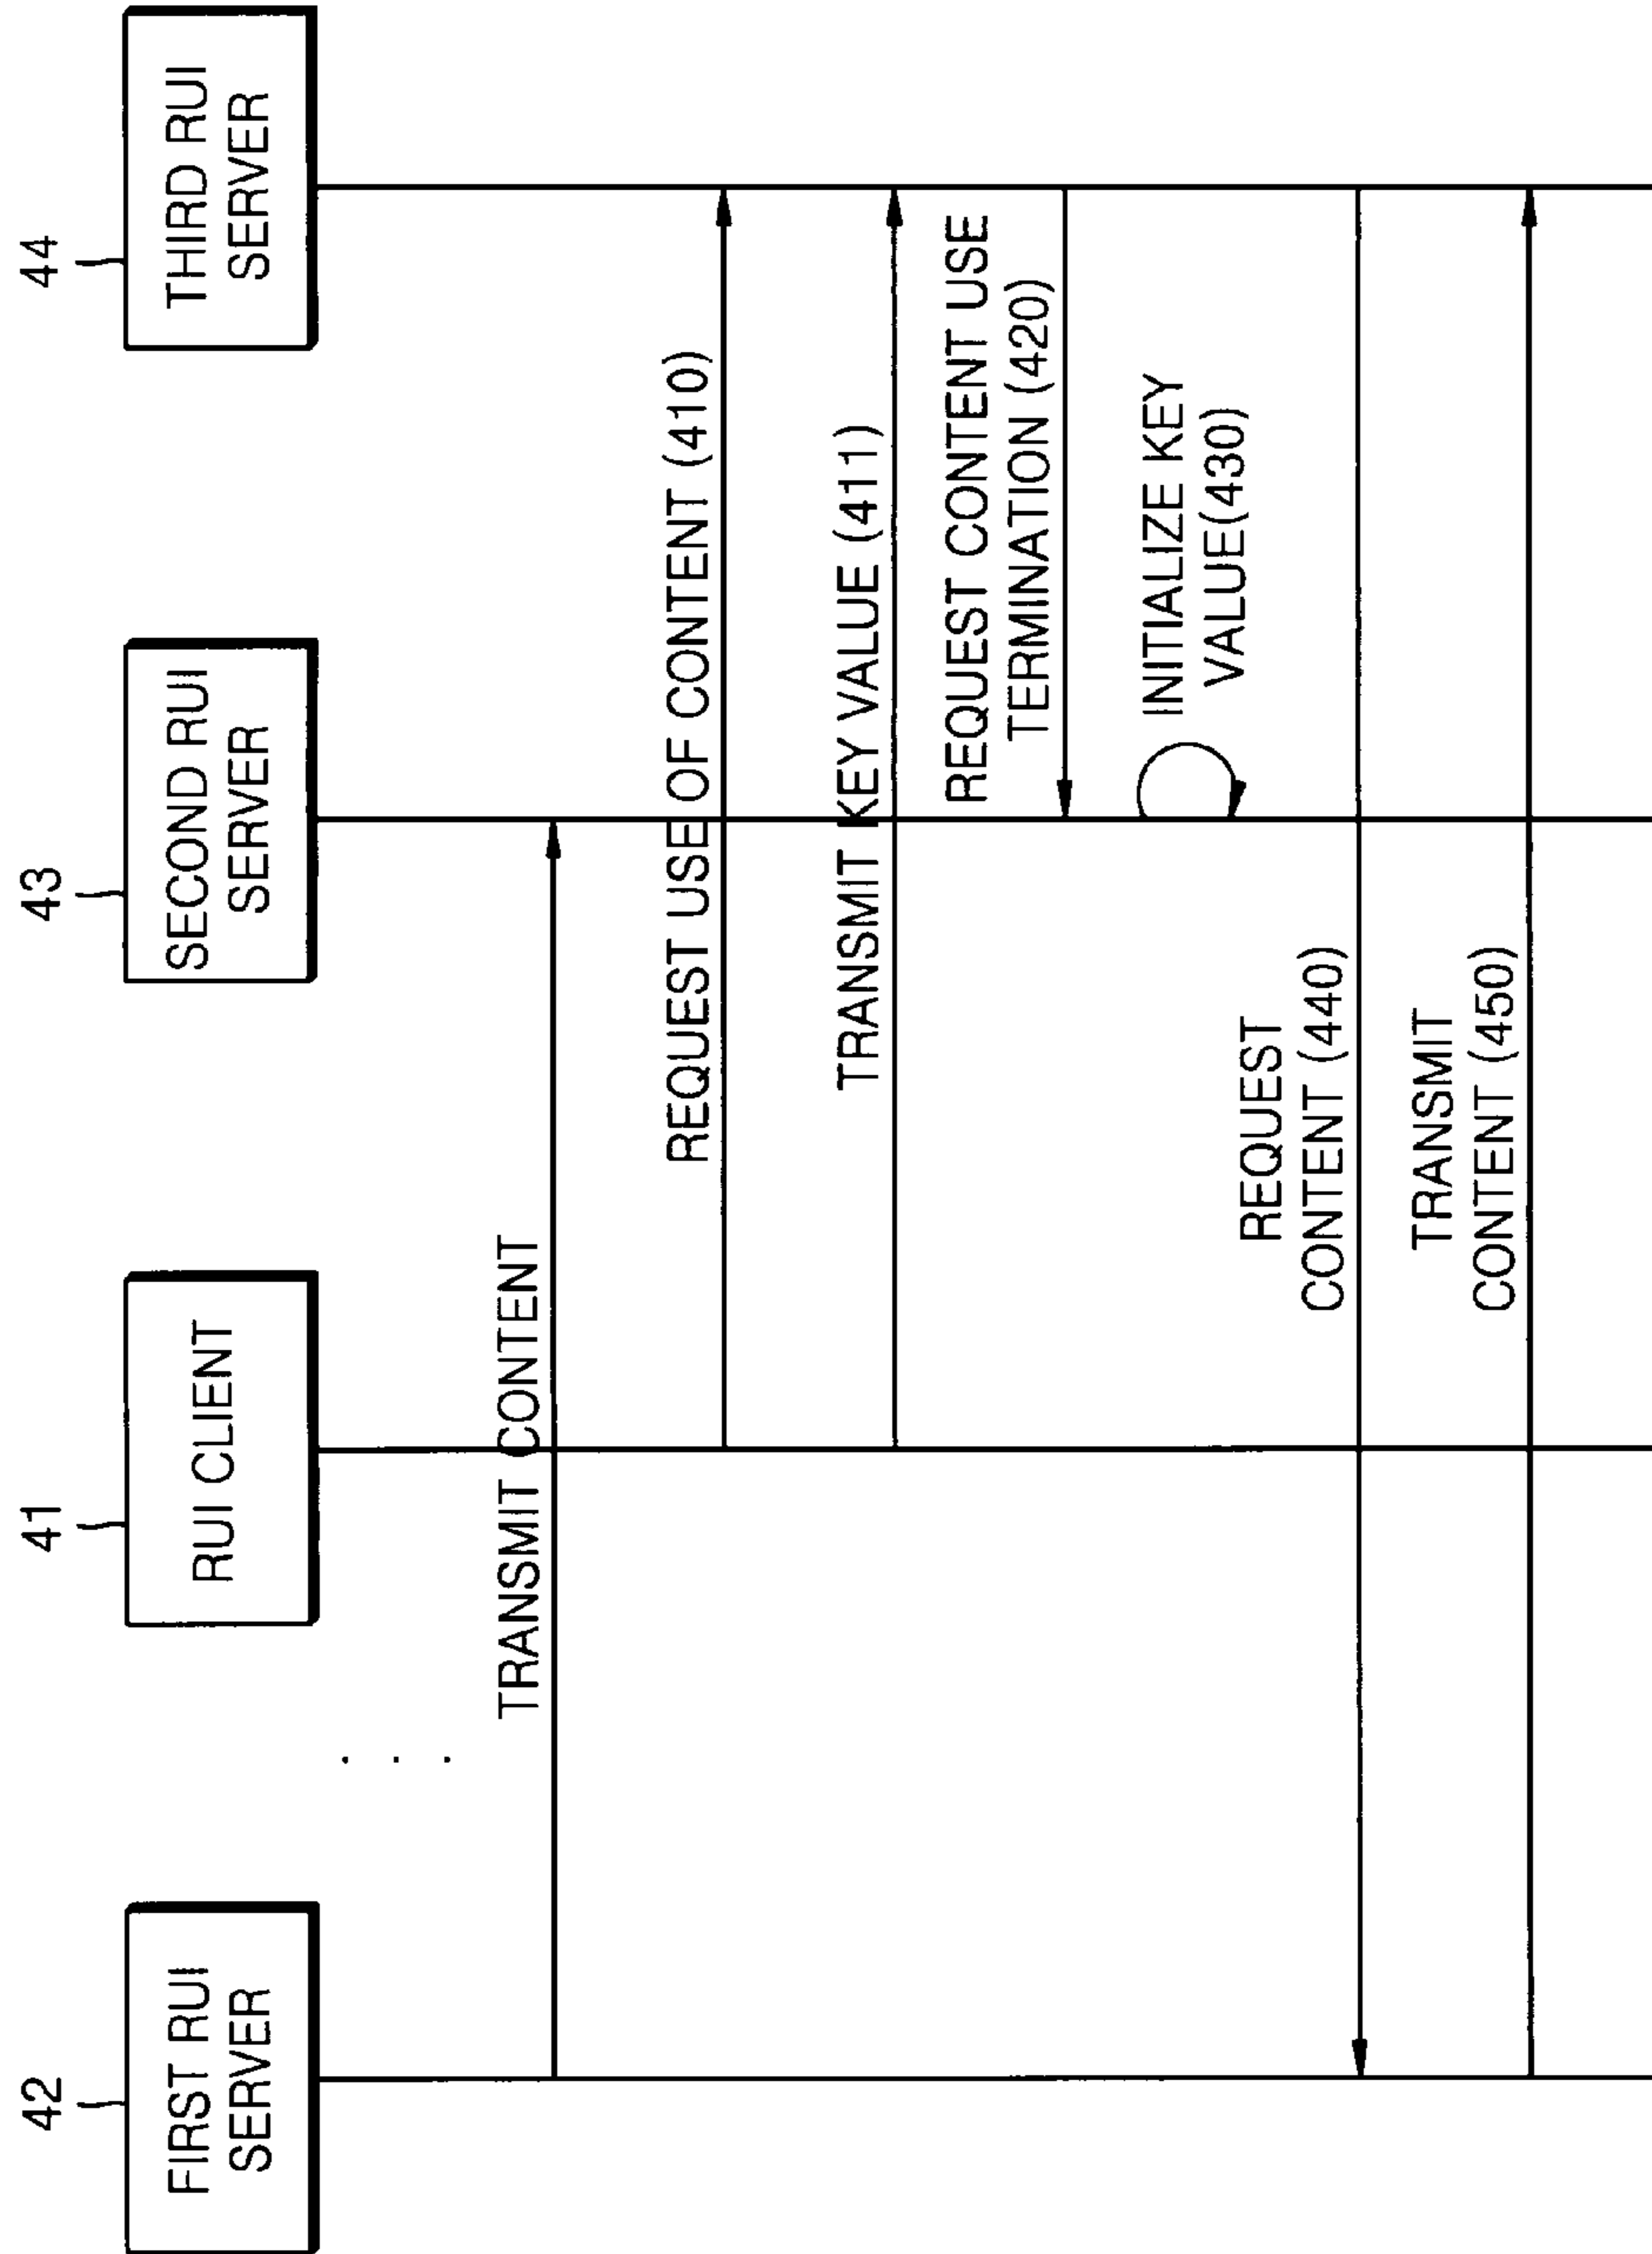 42
41
43
44
FIRST RUI
SERVER
RUI CLIENT
SECOND RUI
SERVER
THIRD RUI
SERVER
. . .
TRANSMIT CONTENT
REQUEST USE OF CONTENT (410)
TRANSMIT KEY VALUE (411)
REQUEST CONTENT USE
TERMINATION (420)
INITIALIZE KEY
VALUE(430)
REQUEST
CONTENT (440)
TRANSMIT
CONTENT (450)